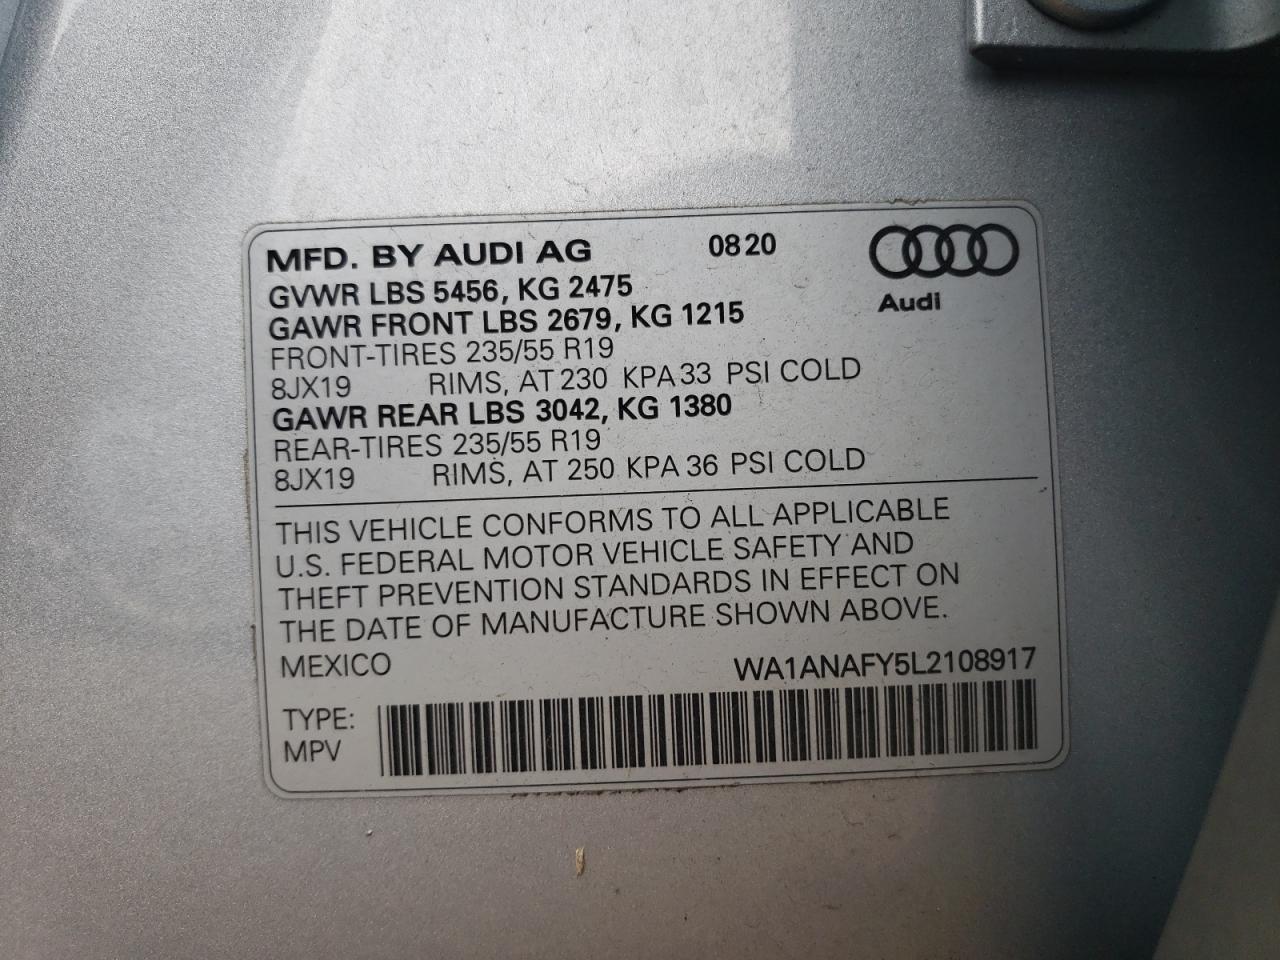 MFD. BY AUDI AG 0820
Audi
GVWR LBS 5456, KG 2475
GAWR FRONT LBS 2679, KG 1215
FRONT-TIRES 235/55 R19
8JX19 RIMS, AT 230 KPA 33 PSI COLD
GAWR REAR LBS 3042, KG 1380
REAR-TIRES 235/55 R19
8JX19 RIMS, AT 250 KPA 36 PSI COLD
THIS VEHICLE CONFORMS TO ALL APPLICABLE
U.S. FEDERAL MOTOR VEHICLE SAFETY AND
THEFT PREVENTION STANDARDS IN EFFECT ON
THE DATE OF MANUFACTURE SHOWN ABOVE.
MEXICO WA1ANAFY5L2108917
TYPE:
MPV